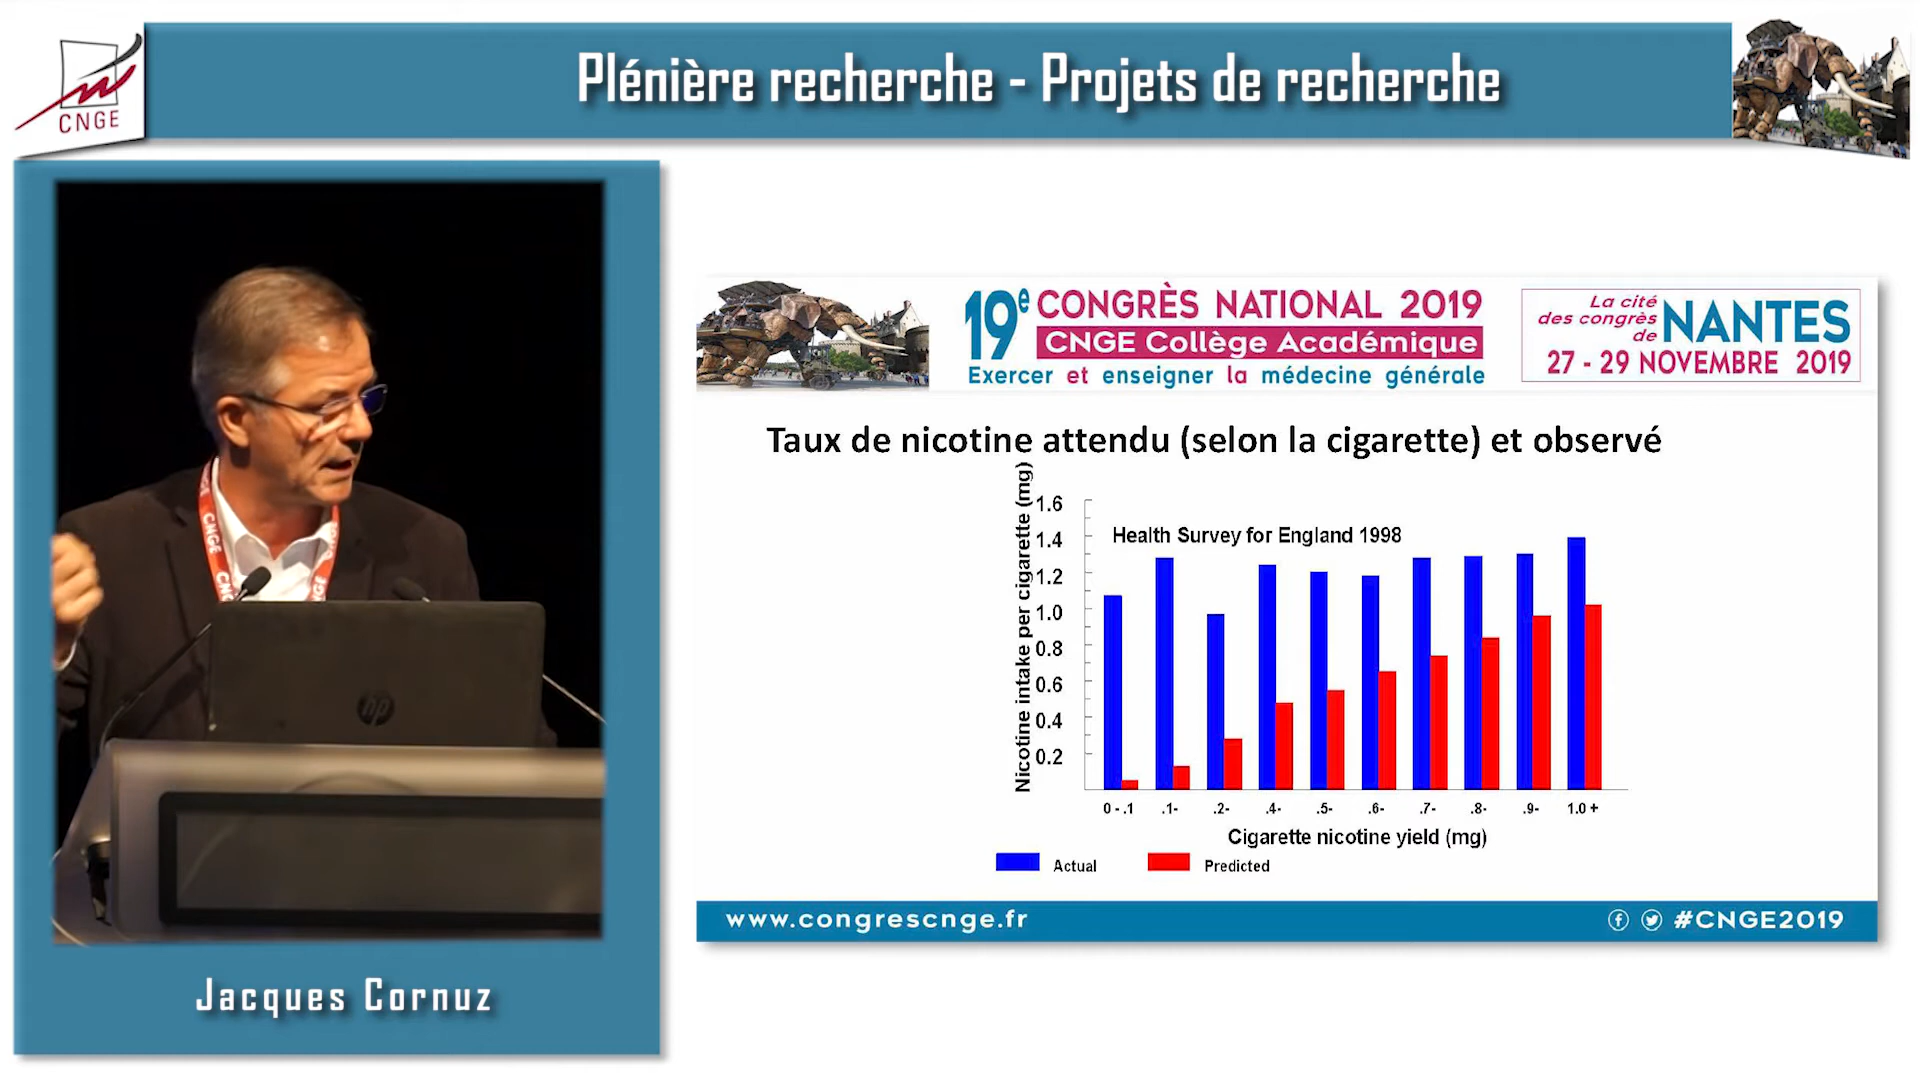 Plénière recherche - Projets de recherche
CNGE
CNGE
CNGE
hp
Jacques Cornuz
19e CONGRÈS NATIONAL 2019
CNGE Collège Académique
Exercer et enseigner la médecine générale
La cité
des congrès
de NANTES
27 - 29 NOVEMBRE 2019
Taux de nicotine attendu (selon la cigarette) et observé
Nicotine intake per cigarette (mg)
1.6
1.4
1.2
1.0
0.8
0.6
0.4
0.2
Health Survey for England 1998
0 - .1 .1- .2- .4- .5- .6- .7- .8- .9- 1.0 +
Cigarette nicotine yield (mg)
Actual Predicted
www.congrescnge.fr
#CNGE2019